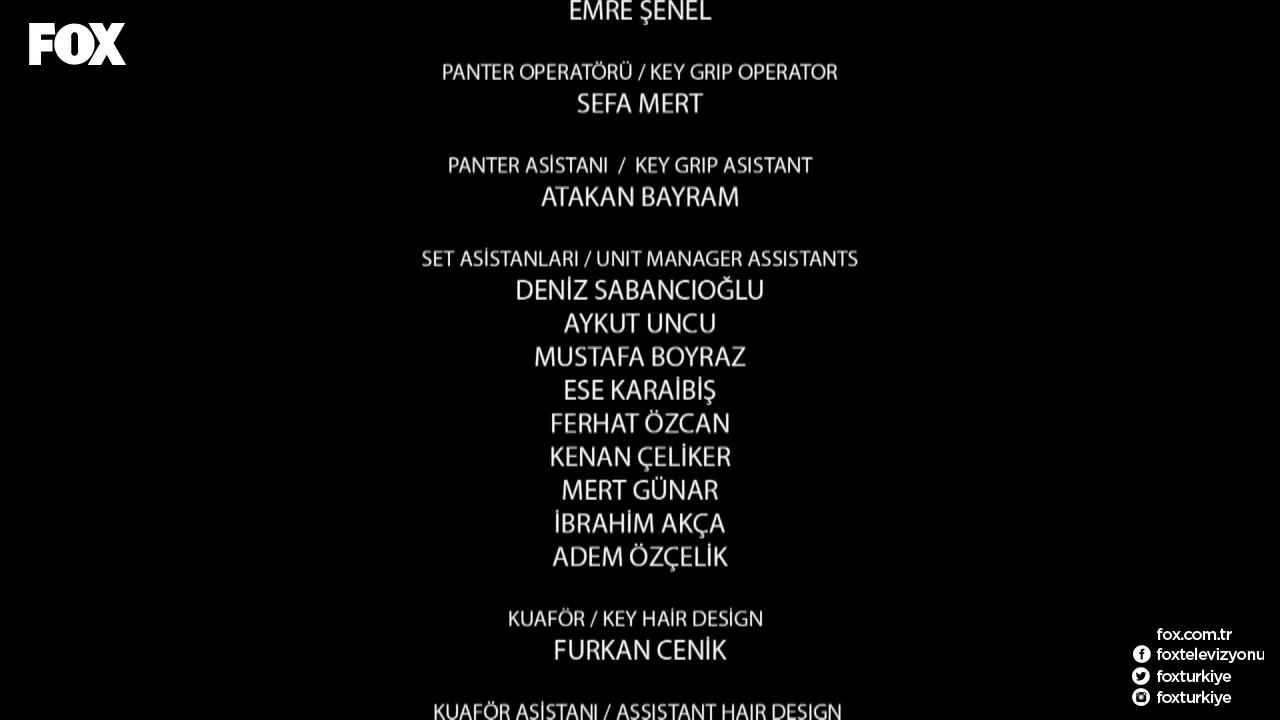 FOX
EMRE ŞENEL
PANTER OPERATÖRÜ / KEY GRIP OPERATOR
SEFA MERT
PANTER ASİSTANI / KEY GRIP ASISTANT
ATAKAN BAYRAM
SET ASİSTANLARI / UNIT MANAGER ASSISTANTS
DENİZ SABANCIOĞLU
AYKUT UNCU
MUSTAFA BOYRAZ
ESE KARAİBİŞ
FERHAT ÖZCAN
KENAN ÇELİKER
MERT GÜNAR
İBRAHİM AKÇA
ADEM ÖZÇELİK
KUAFÖR / KEY HAİR DESİGN
FURKAN CENİK
KUAFÖR ASİSTANI / ASSISTANT HAIR DESIGN
fox.com.tr
foxtelevizyonu
foxturkiye
foxturkiye